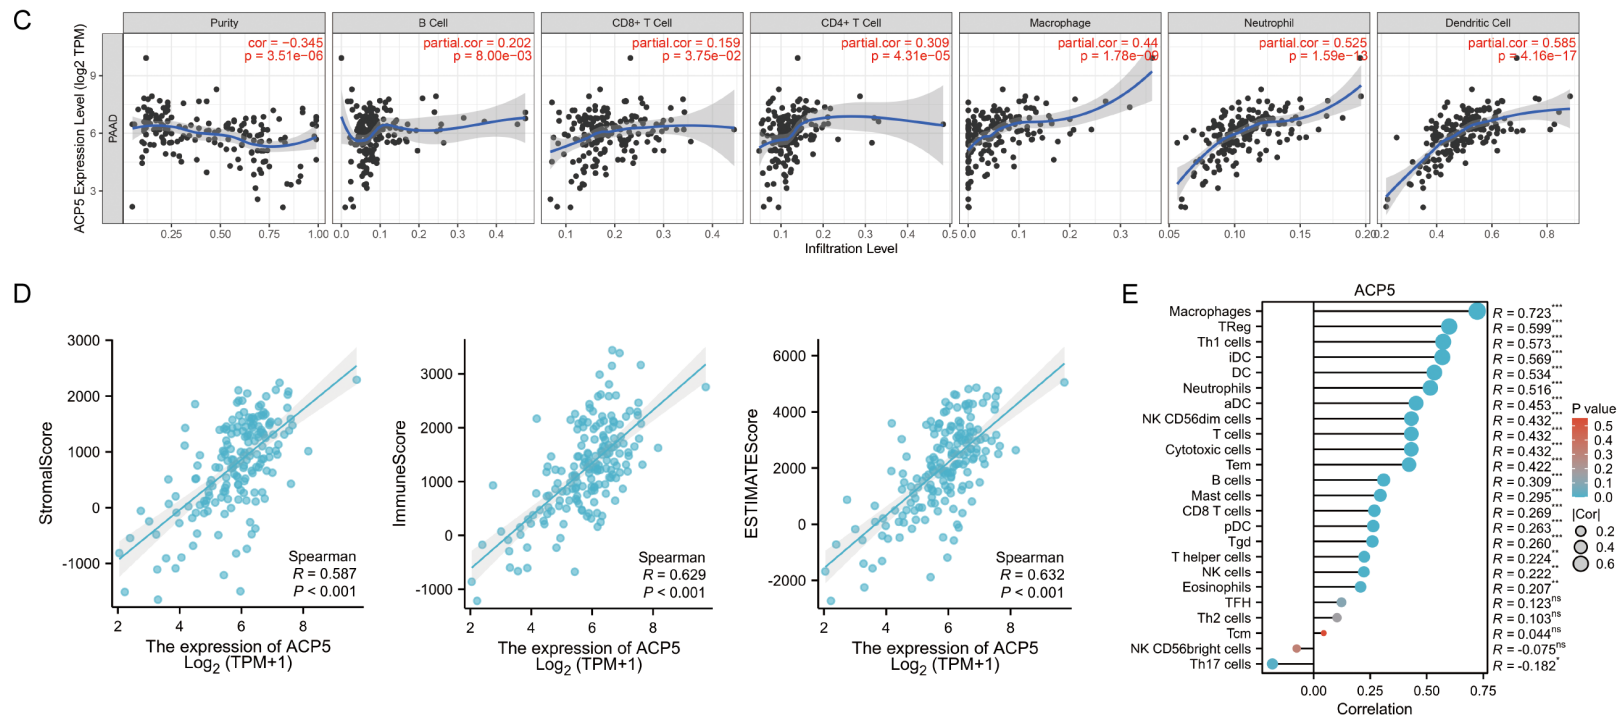 C
Purity
B Cell
CD8+ T Cell
CD4+ T Cell
Macrophage
Neutrophil
Dendritic Cell
ACP5 Expression Level (log2 TPM)
PAAD
9
6
3
cor = −0.345
p = 3.51e−06
partial.cor = 0.202
p = 8.00e−03
partial.cor = 0.159
p = 3.75e−02
partial.cor = 0.309
p = 4.31e−05
partial.cor = 0.44
p = 1.78e−09
partial.cor = 0.525
p = 1.59e−13
partial.cor = 0.585
p = 4.16e−17
0.25 0.50 0.75 1.00
0.0 0.1 0.2 0.3 0.4
0.1 0.2 0.3 0.4
0.1 0.2 0.3 0.4 0.5
0.0 0.1 0.2 0.3
0.05 0.10 0.15 0.20
0.2 0.4 0.6 0.8
Infiltration Level
D
StromalScore
3000
2000
1000
0
-1000
Spearman
R = 0.587
P < 0.001
2 4 6 8
The expression of ACP5
Log2 (TPM+1)
ImmuneScore
3000
2000
1000
0
-1000
Spearman
R = 0.629
P < 0.001
2 4 6 8
The expression of ACP5
Log2 (TPM+1)
ESTIMATEScore
6000
4000
2000
0
-2000
Spearman
R = 0.632
P < 0.001
2 4 6 8
The expression of ACP5
Log2 (TPM+1)
E
ACP5
Macrophages R = 0.723***
TReg R = 0.599***
Th1 cells R = 0.573***
iDC R = 0.569***
DC R = 0.534***
Neutrophils R = 0.516***
aDC R = 0.453***
NK CD56dim cells R = 0.432***
T cells R = 0.432***
Cytotoxic cells R = 0.432***
Tem R = 0.422***
B cells R = 0.309***
Mast cells R = 0.295***
CD8 T cells R = 0.269***
pDC R = 0.263***
Tgd R = 0.260***
T helper cells R = 0.224**
NK cells R = 0.222**
Eosinophils R = 0.207**
TFH R = 0.123ns
Th2 cells R = 0.103ns
Tcm R = 0.044ns
NK CD56bright cells R = -0.075ns
Th17 cells R = -0.182*
0.00 0.25 0.50 0.75
Correlation
P value
0.5
0.4
0.3
0.2
0.1
0.0
|Cor|
0.2
0.4
0.6